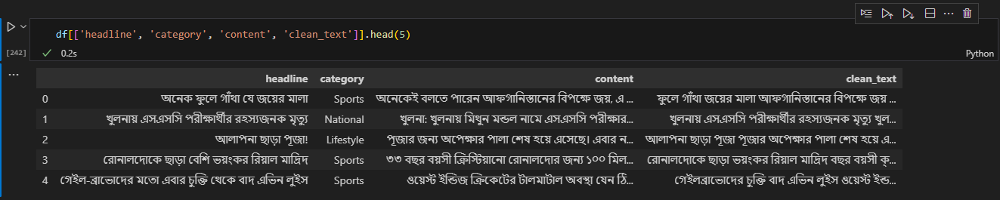 df[['headline', 'category', 'content', 'clean_text']].head(5)
[242] 0.2s Python
headline category content clean_text
0 অনেক ফুলে গাঁথা যে জয়ের মালা Sports অনেকেই বলতে পারেন আফগানিস্তানের বিপক্ষে জয়, এ ... ফুলে গাঁথা জয়ের মালা আফগানিস্তানের বিপক্ষে জয় ...
1 খুলনায় এসএসসি পরীক্ষার্থীর রহস্যজনক মৃত্যু National খুলনা: খুলনায় মিথুন মন্ডল নামে এসএসসি পরীক্ষার... খুলনায় এসএসসি পরীক্ষার্থীর রহস্যজনক মৃত্যু খুল...
2 আলাপনা ছাড়া পূজা! Lifestyle পূজার জন্য অপেক্ষার পালা শেষ হয়ে এসেছে। এবার ন... আলাপনা ছাড়া পূজা পূজার অপেক্ষার পালা শেষ হয়ে এ...
3 রোনালদোকে ছাড়া বেশি ভয়ংকর রিয়াল মাদ্রিদ Sports ৩৩ বছর বয়সী ক্রিস্টিয়ানো রোনালদোর জন্য ১০০ মিল... রোনালদোকে ছাড়া ভয়ংকর রিয়াল মাদ্রিদ বছর বয়সী ক্...
4 গেইল-ব্রাভোদের মতো এবার চুক্তি থেকে বাদ এভিন লুইস Sports ওয়েস্ট ইন্ডিজ ক্রিকেটের টালমাটাল অবস্থা যেন ঠি... গেইলব্রাভোদের চুক্তি বাদ এভিন লুইস ওয়েস্ট ইন্ড...